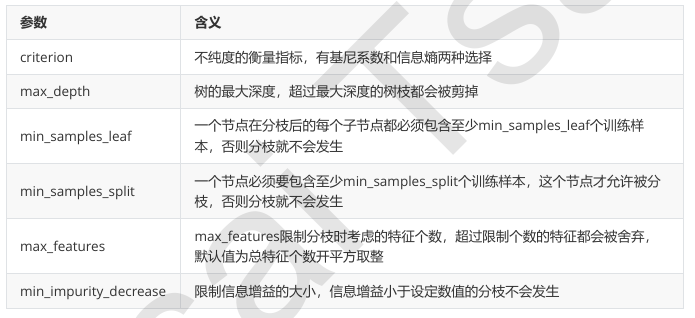 参数 含义
criterion 不纯度的衡量指标，有基尼系数和信息熵两种选择
max_depth 树的最大深度，超过最大深度的树枝都会被剪掉
min_samples_leaf 一个节点在分枝后的每个子节点都必须包含至少min_samples_leaf个训练样
本，否则分枝就不会发生
min_samples_split 一个节点必须要包含至少min_samples_split个训练样本，这个节点才允许被分
枝，否则分枝就不会发生
max_features max_features限制分枝时考虑的特征个数，超过限制个数的特征都会被舍弃，
默认值为总特征个数开平方取整
min_impurity_decrease 限制信息增益的大小，信息增益小于设定数值的分枝不会发生